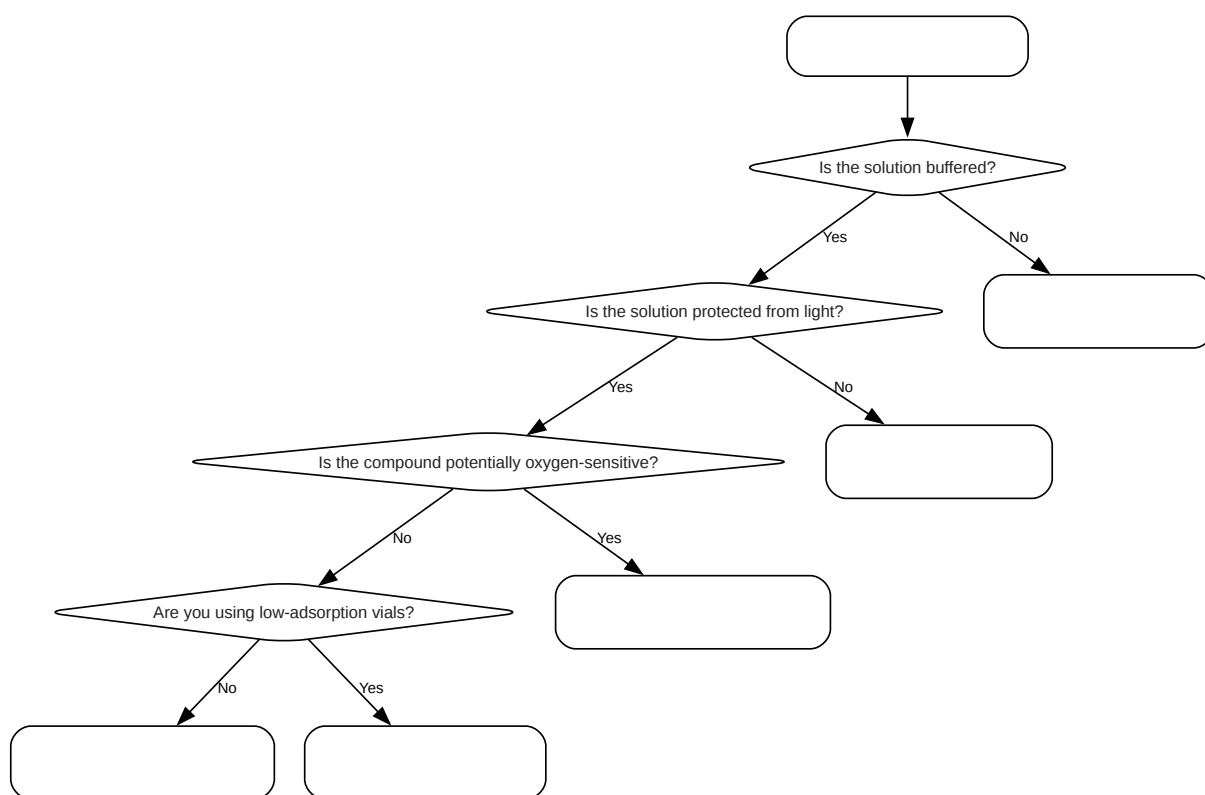 Is the solution buffered?
Yes
No
Is the solution protected from light?
Yes
No
Is the compound potentially oxygen-sensitive?
No
Yes
Are you using low-adsorption vials?
No
Yes